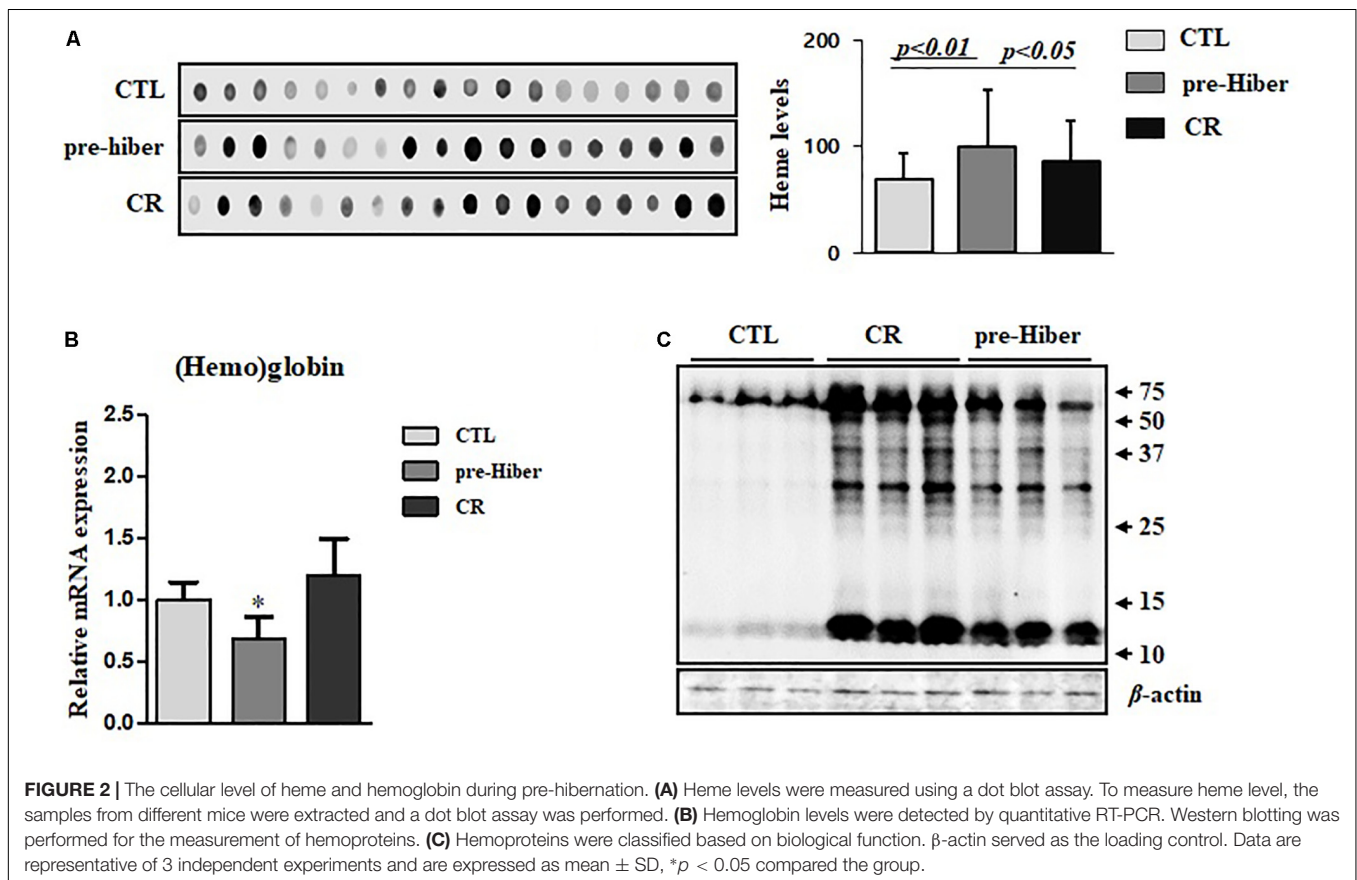 A
CTL
pre-hiber
CR
200
100
0
Heme levels
p<0.01
p<0.05
CTL
pre-Hiber
CR
B
(Hemo)globin
2.5
2.0
1.5
1.0
0.5
0.0
Relative mRNA expression
*
CTL
pre-Hiber
CR
C
CTL
CR
pre-Hiber
75
50
37
25
15
10
β-actin
FIGURE 2 | The cellular level of heme and hemoglobin during pre-hibernation. (A) Heme levels were measured using a dot blot assay. To measure heme level, the
samples from different mice were extracted and a dot blot assay was performed. (B) Hemoglobin levels were detected by quantitative RT-PCR. Western blotting was
performed for the measurement of hemoproteins. (C) Hemoproteins were classified based on biological function. β-actin served as the loading control. Data are
representative of 3 independent experiments and are expressed as mean ± SD, *p < 0.05 compared the group.